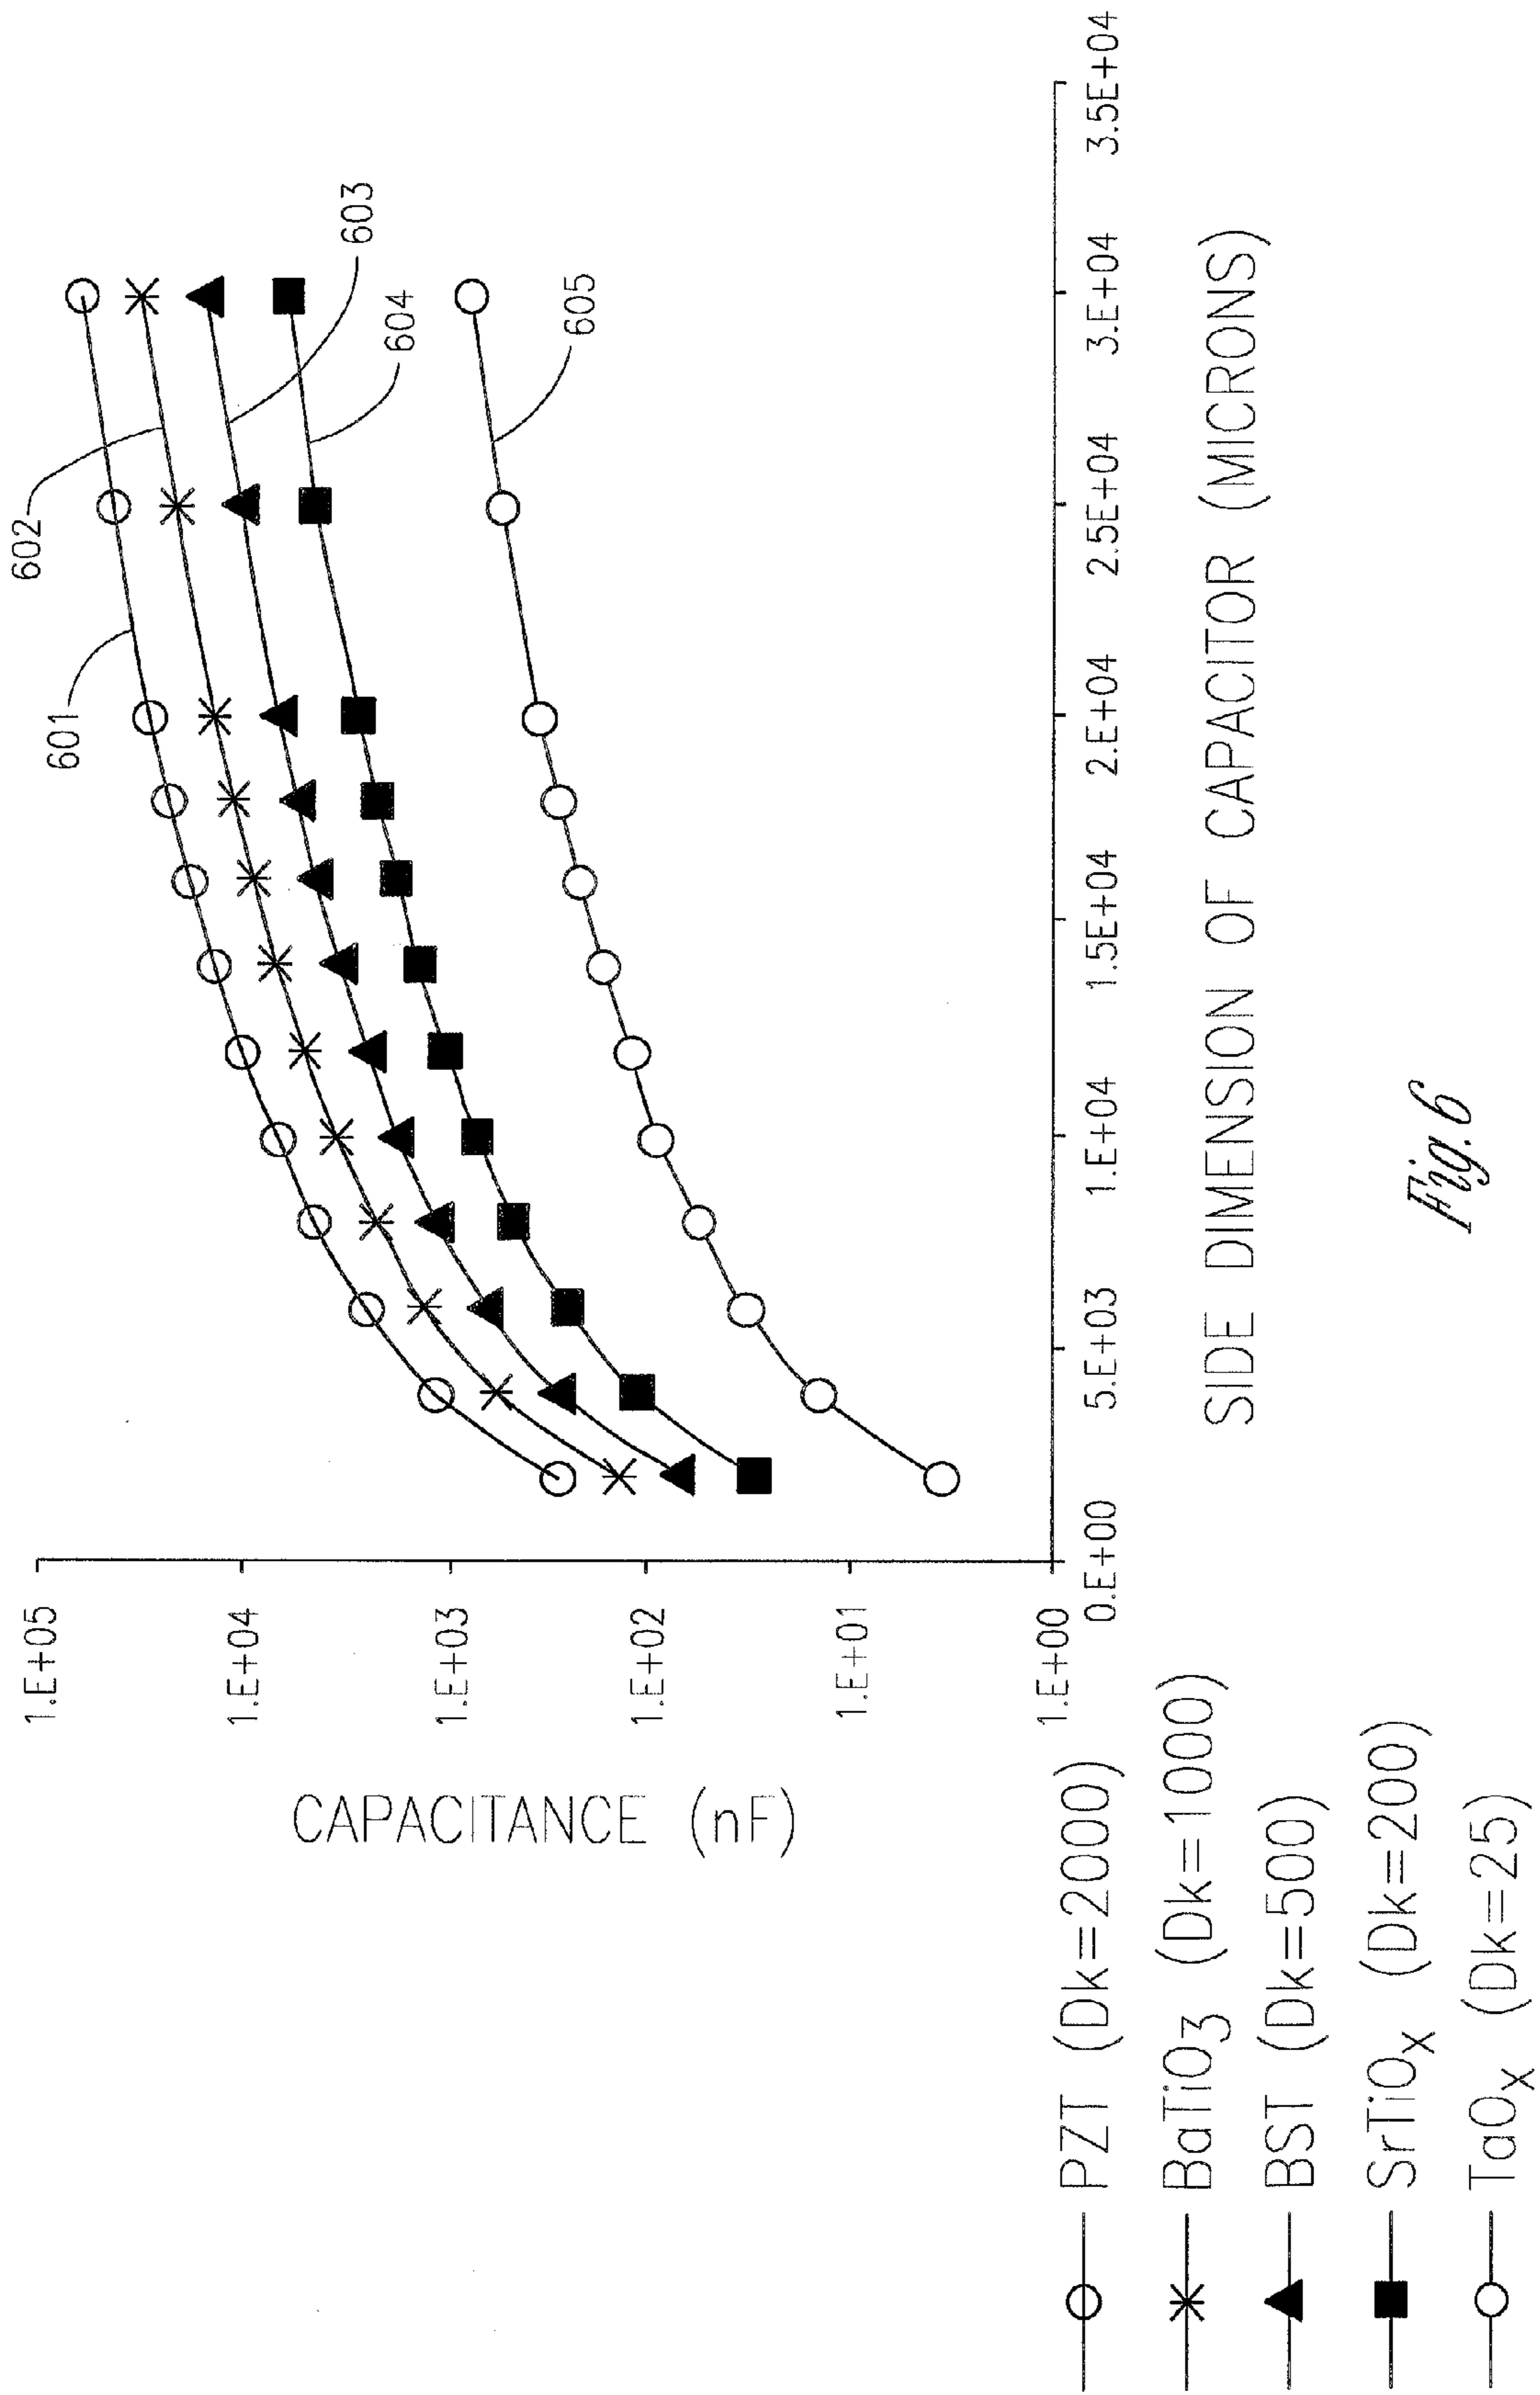 1.E+05
1.E+04
1.E+03
1.E+02
1.E+01
1.E+00
CAPACITANCE (nF)
601
602
603
604
605
0.E+00 5.E+03 1.E+04 1.5E+04 2.E+04 2.5E+04 3.E+04 3.5E+04
SIDE DIMENSION OF CAPACITOR (MICRONS)
PZT (Dk=2000)
BaTiO3 (Dk=1000)
BST (Dk=500)
SrTiOx (Dk=200)
TaOx (Dk=25)
Fig. 6